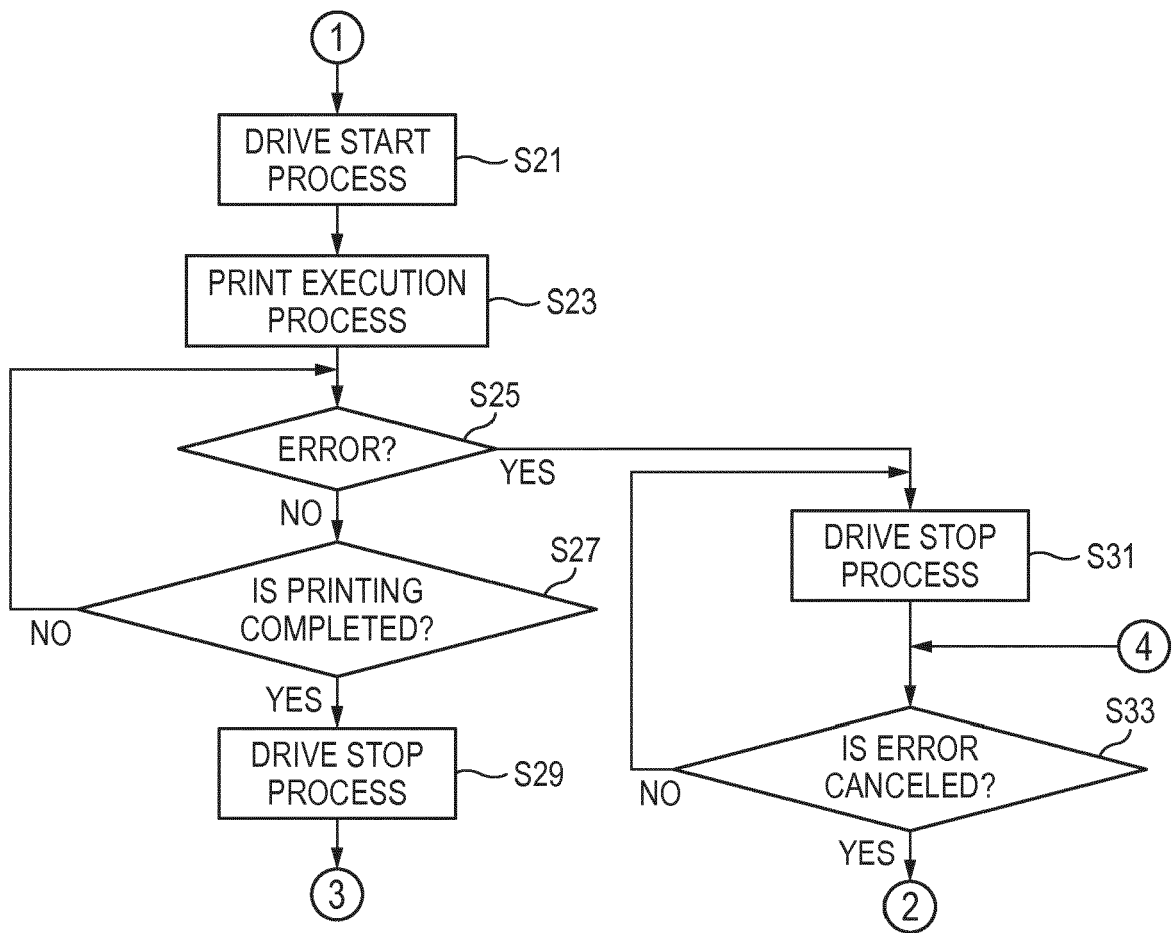 1
DRIVE START
PROCESS
S21
PRINT EXECUTION
PROCESS
S23
S25
ERROR?
YES
NO
S27
IS PRINTING
COMPLETED?
NO
YES
DRIVE STOP
PROCESS
S29
3
DRIVE STOP
PROCESS
S31
4
S33
IS ERROR
CANCELED?
NO
YES
2